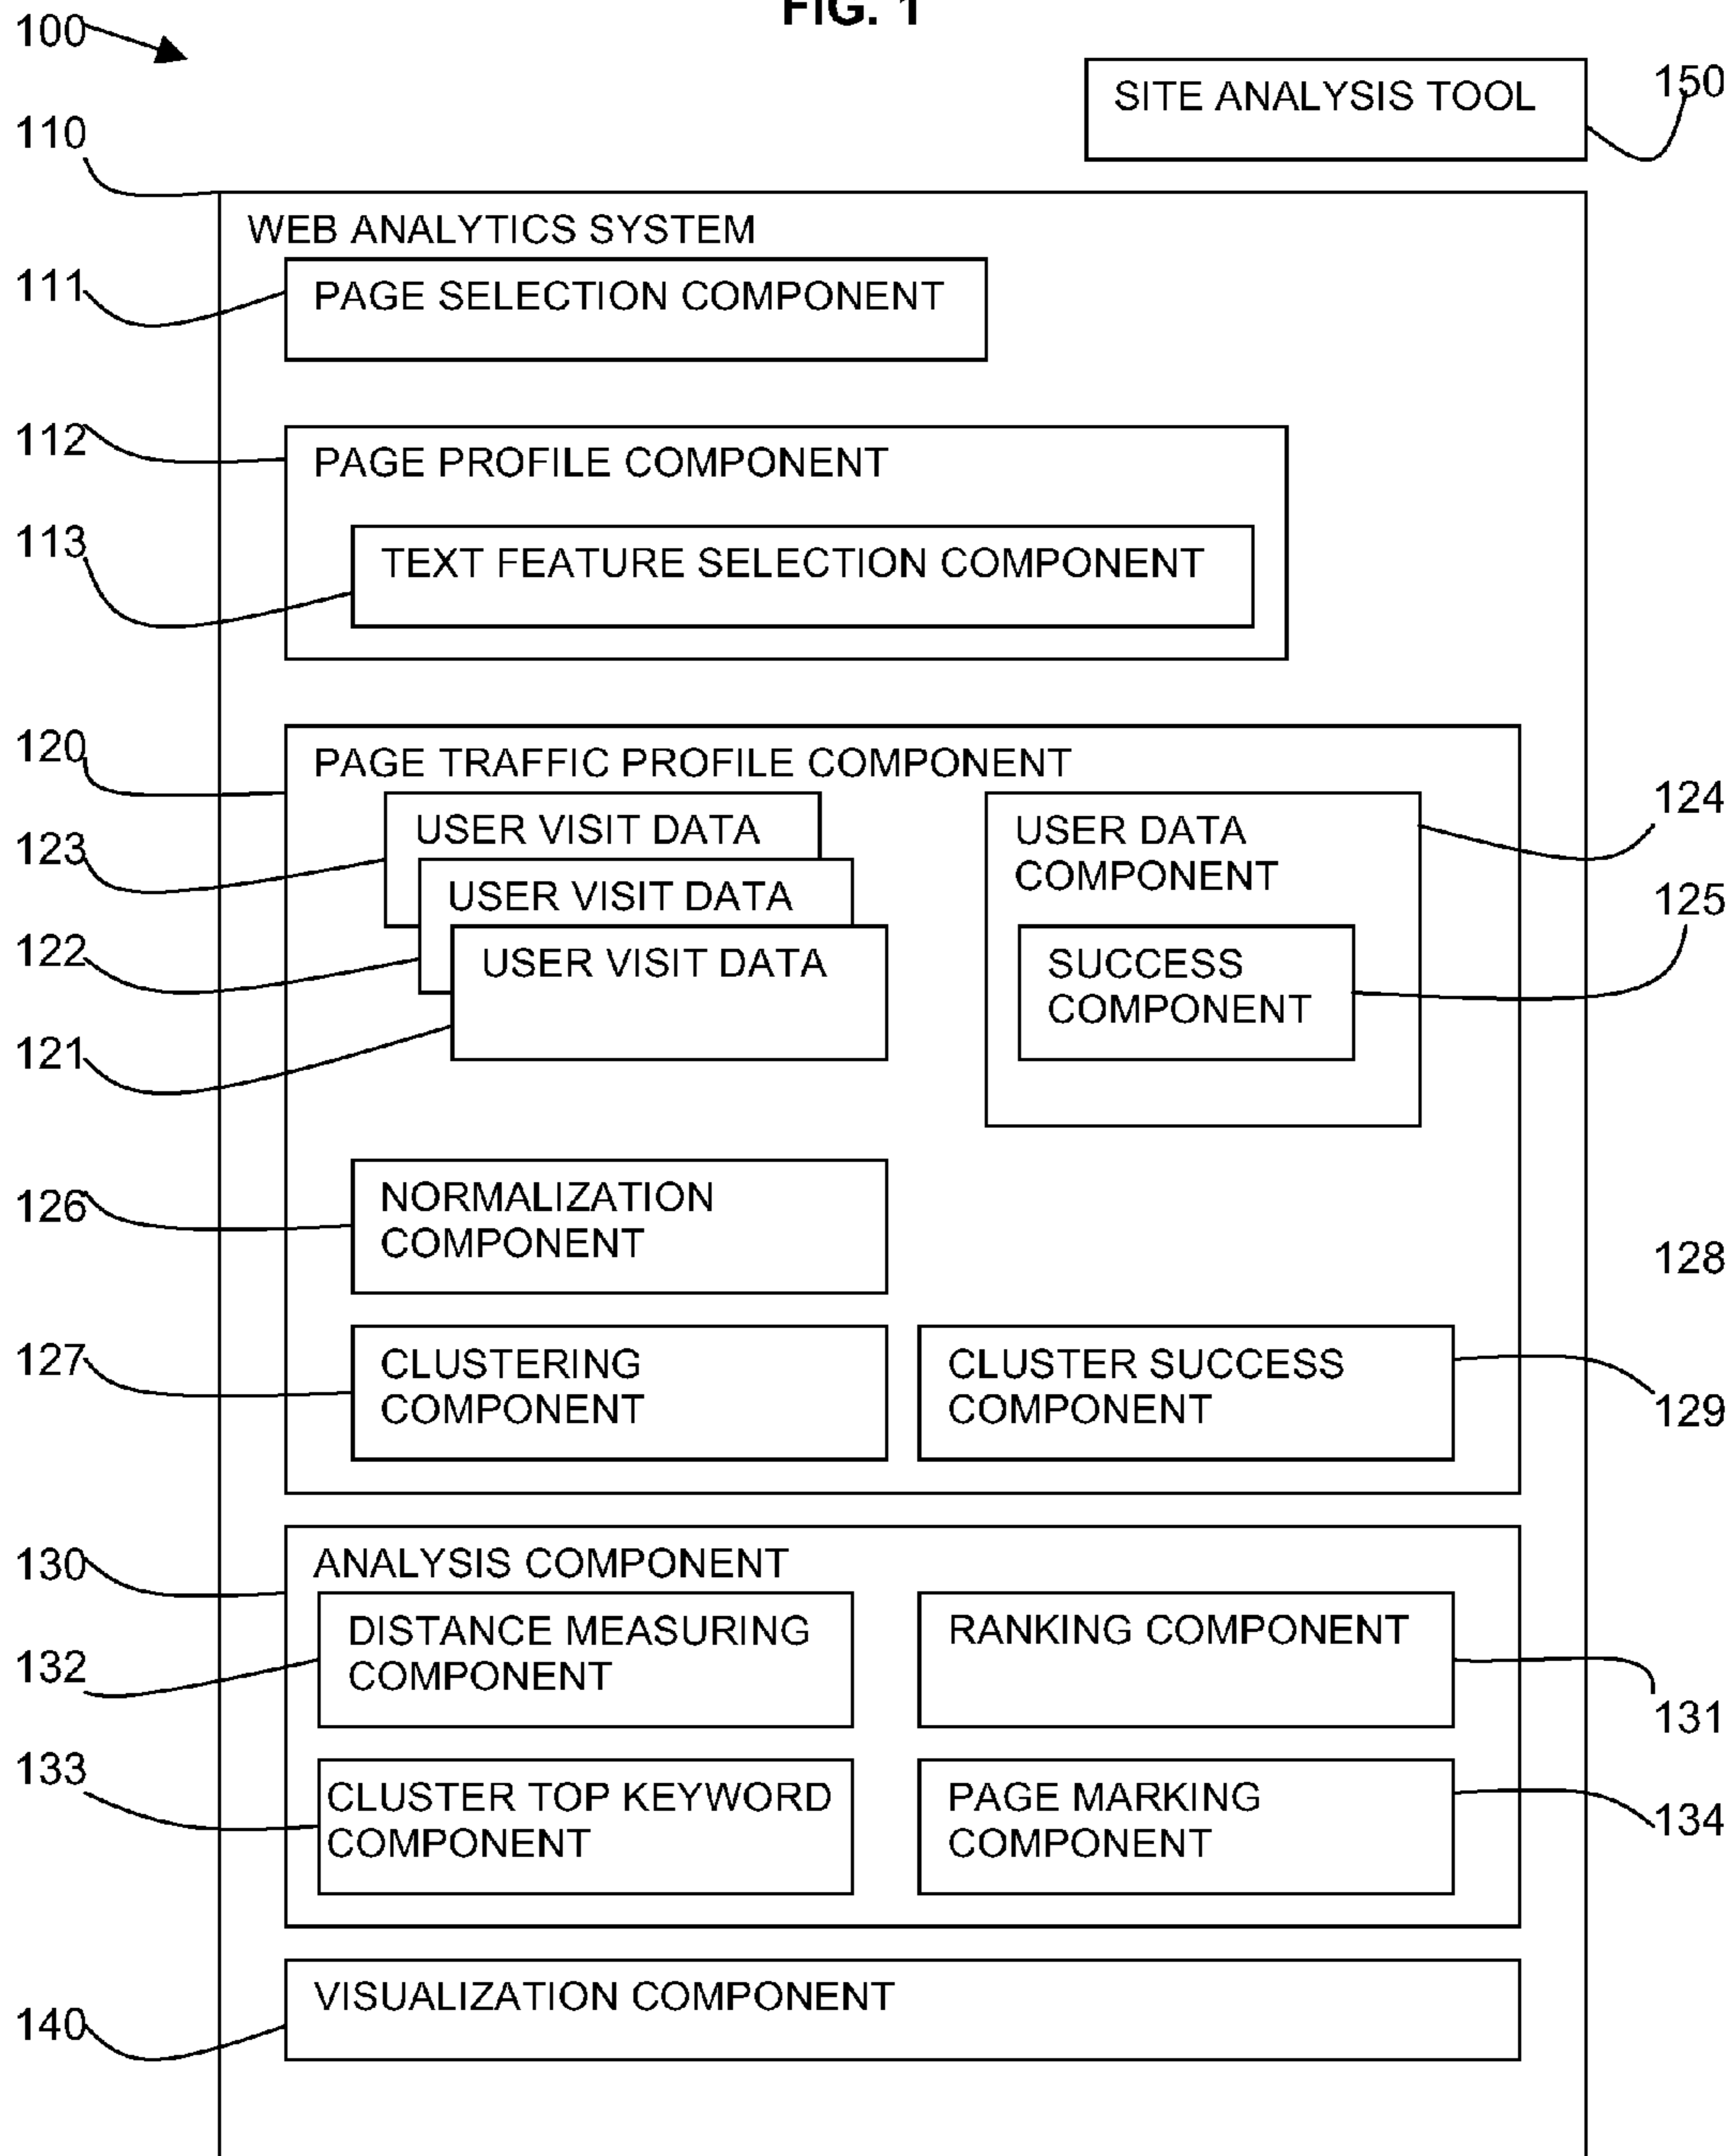 FIG. 1
100
SITE ANALYSIS TOOL
150
110
WEB ANALYTICS SYSTEM
111
PAGE SELECTION COMPONENT
112
PAGE PROFILE COMPONENT
113
TEXT FEATURE SELECTION COMPONENT
120
PAGE TRAFFIC PROFILE COMPONENT
123
USER VISIT DATA
122
USER VISIT DATA
121
USER VISIT DATA
USER DATA
COMPONENT
124
SUCCESS
COMPONENT
125
126
NORMALIZATION
COMPONENT
128
127
CLUSTERING
COMPONENT
CLUSTER SUCCESS
COMPONENT
129
130
ANALYSIS COMPONENT
132
DISTANCE MEASURING
COMPONENT
RANKING COMPONENT
131
133
CLUSTER TOP KEYWORD
COMPONENT
PAGE MARKING
COMPONENT
134
140
VISUALIZATION COMPONENT